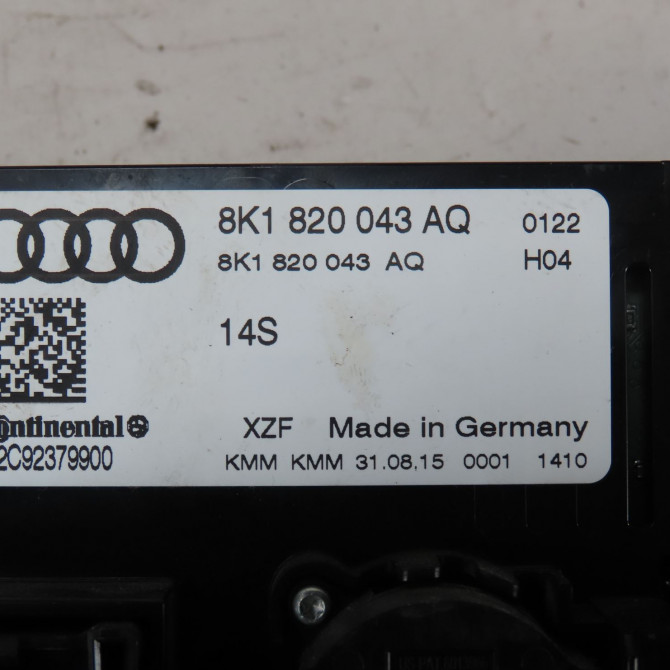 8K1 820 043 AQ 0122
8K1 820 043 AQ H04
14S
ontinental
2C92379900
XZF Made in Germany
KMM KMM 31.08.15 0001 1410